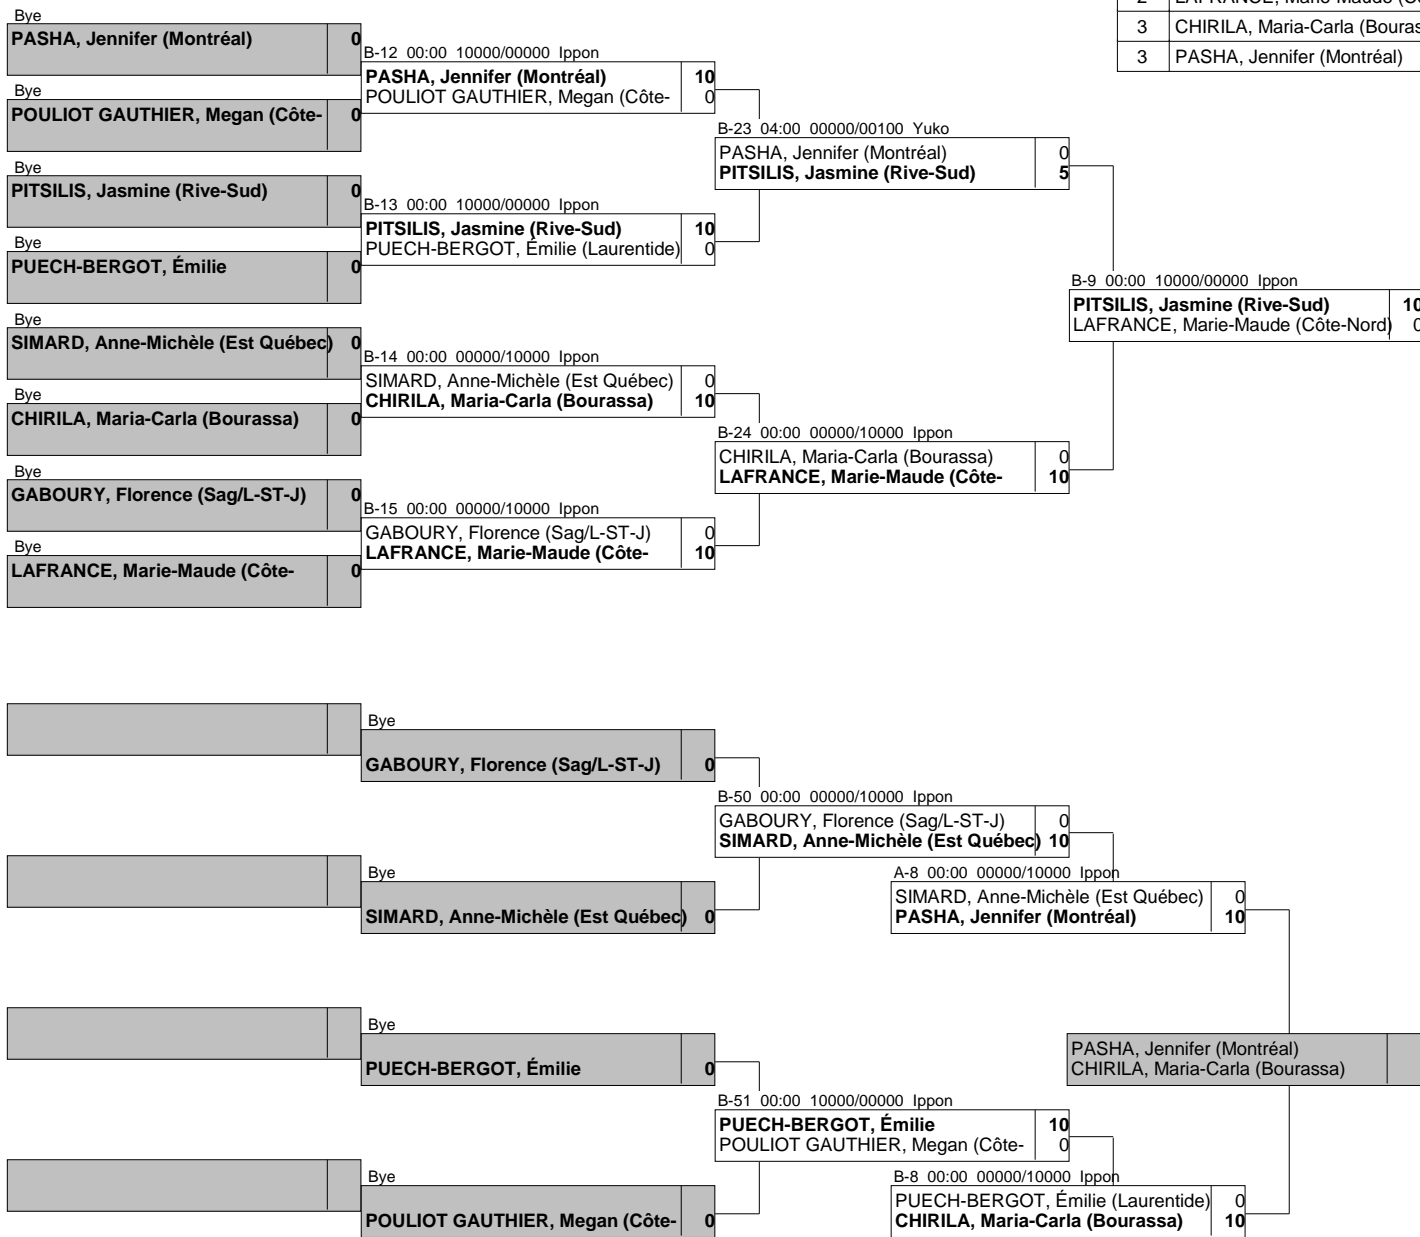 3 CHIRILA, Maria-Carla (Bouras
3 PASHA, Jennifer (Montréal)
Bye
PASHA, Jennifer (Montréal) 0
Bye
POULIOT GAUTHIER, Megan (Côte- 0
Bye
PITSILIS, Jasmine (Rive-Sud) 0
Bye
PUECH-BERGOT, Émilie 0
Bye
SIMARD, Anne-Michèle (Est Québec) 0
Bye
CHIRILA, Maria-Carla (Bourassa) 0
Bye
GABOURY, Florence (Sag/L-ST-J) 0
Bye
LAFRANCE, Marie-Maude (Côte- 0
B-12 00:00 10000/00000 Ippon
PASHA, Jennifer (Montréal) 10
POULIOT GAUTHIER, Megan (Côte- 0
B-13 00:00 10000/00000 Ippon
PITSILIS, Jasmine (Rive-Sud) 10
PUECH-BERGOT, Émilie (Laurentide) 0
B-14 00:00 00000/10000 Ippon
SIMARD, Anne-Michèle (Est Québec) 0
CHIRILA, Maria-Carla (Bourassa) 10
B-15 00:00 00000/10000 Ippon
GABOURY, Florence (Sag/L-ST-J) 0
LAFRANCE, Marie-Maude (Côte- 10
B-23 04:00 00000/00100 Yuko
PASHA, Jennifer (Montréal) 0
PITSILIS, Jasmine (Rive-Sud) 5
B-24 00:00 00000/10000 Ippon
CHIRILA, Maria-Carla (Bourassa) 0
LAFRANCE, Marie-Maude (Côte- 10
B-9 00:00 10000/00000 Ippon
PITSILIS, Jasmine (Rive-Sud) 10
LAFRANCE, Marie-Maude (Côte-Nord) 0
Bye
GABOURY, Florence (Sag/L-ST-J) 0
Bye
SIMARD, Anne-Michèle (Est Québec) 0
Bye
PUECH-BERGOT, Émilie 0
Bye
POULIOT GAUTHIER, Megan (Côte- 0
B-50 00:00 00000/10000 Ippon
GABOURY, Florence (Sag/L-ST-J) 0
SIMARD, Anne-Michèle (Est Québec) 10
B-51 00:00 10000/00000 Ippon
PUECH-BERGOT, Émilie 10
POULIOT GAUTHIER, Megan (Côte- 0
A-8 00:00 00000/10000 Ippon
SIMARD, Anne-Michèle (Est Québec) 0
PASHA, Jennifer (Montréal) 10
B-8 00:00 00000/10000 Ippon
PUECH-BERGOT, Émilie (Laurentide) 0
CHIRILA, Maria-Carla (Bourassa) 10
PASHA, Jennifer (Montréal)
CHIRILA, Maria-Carla (Bourassa)